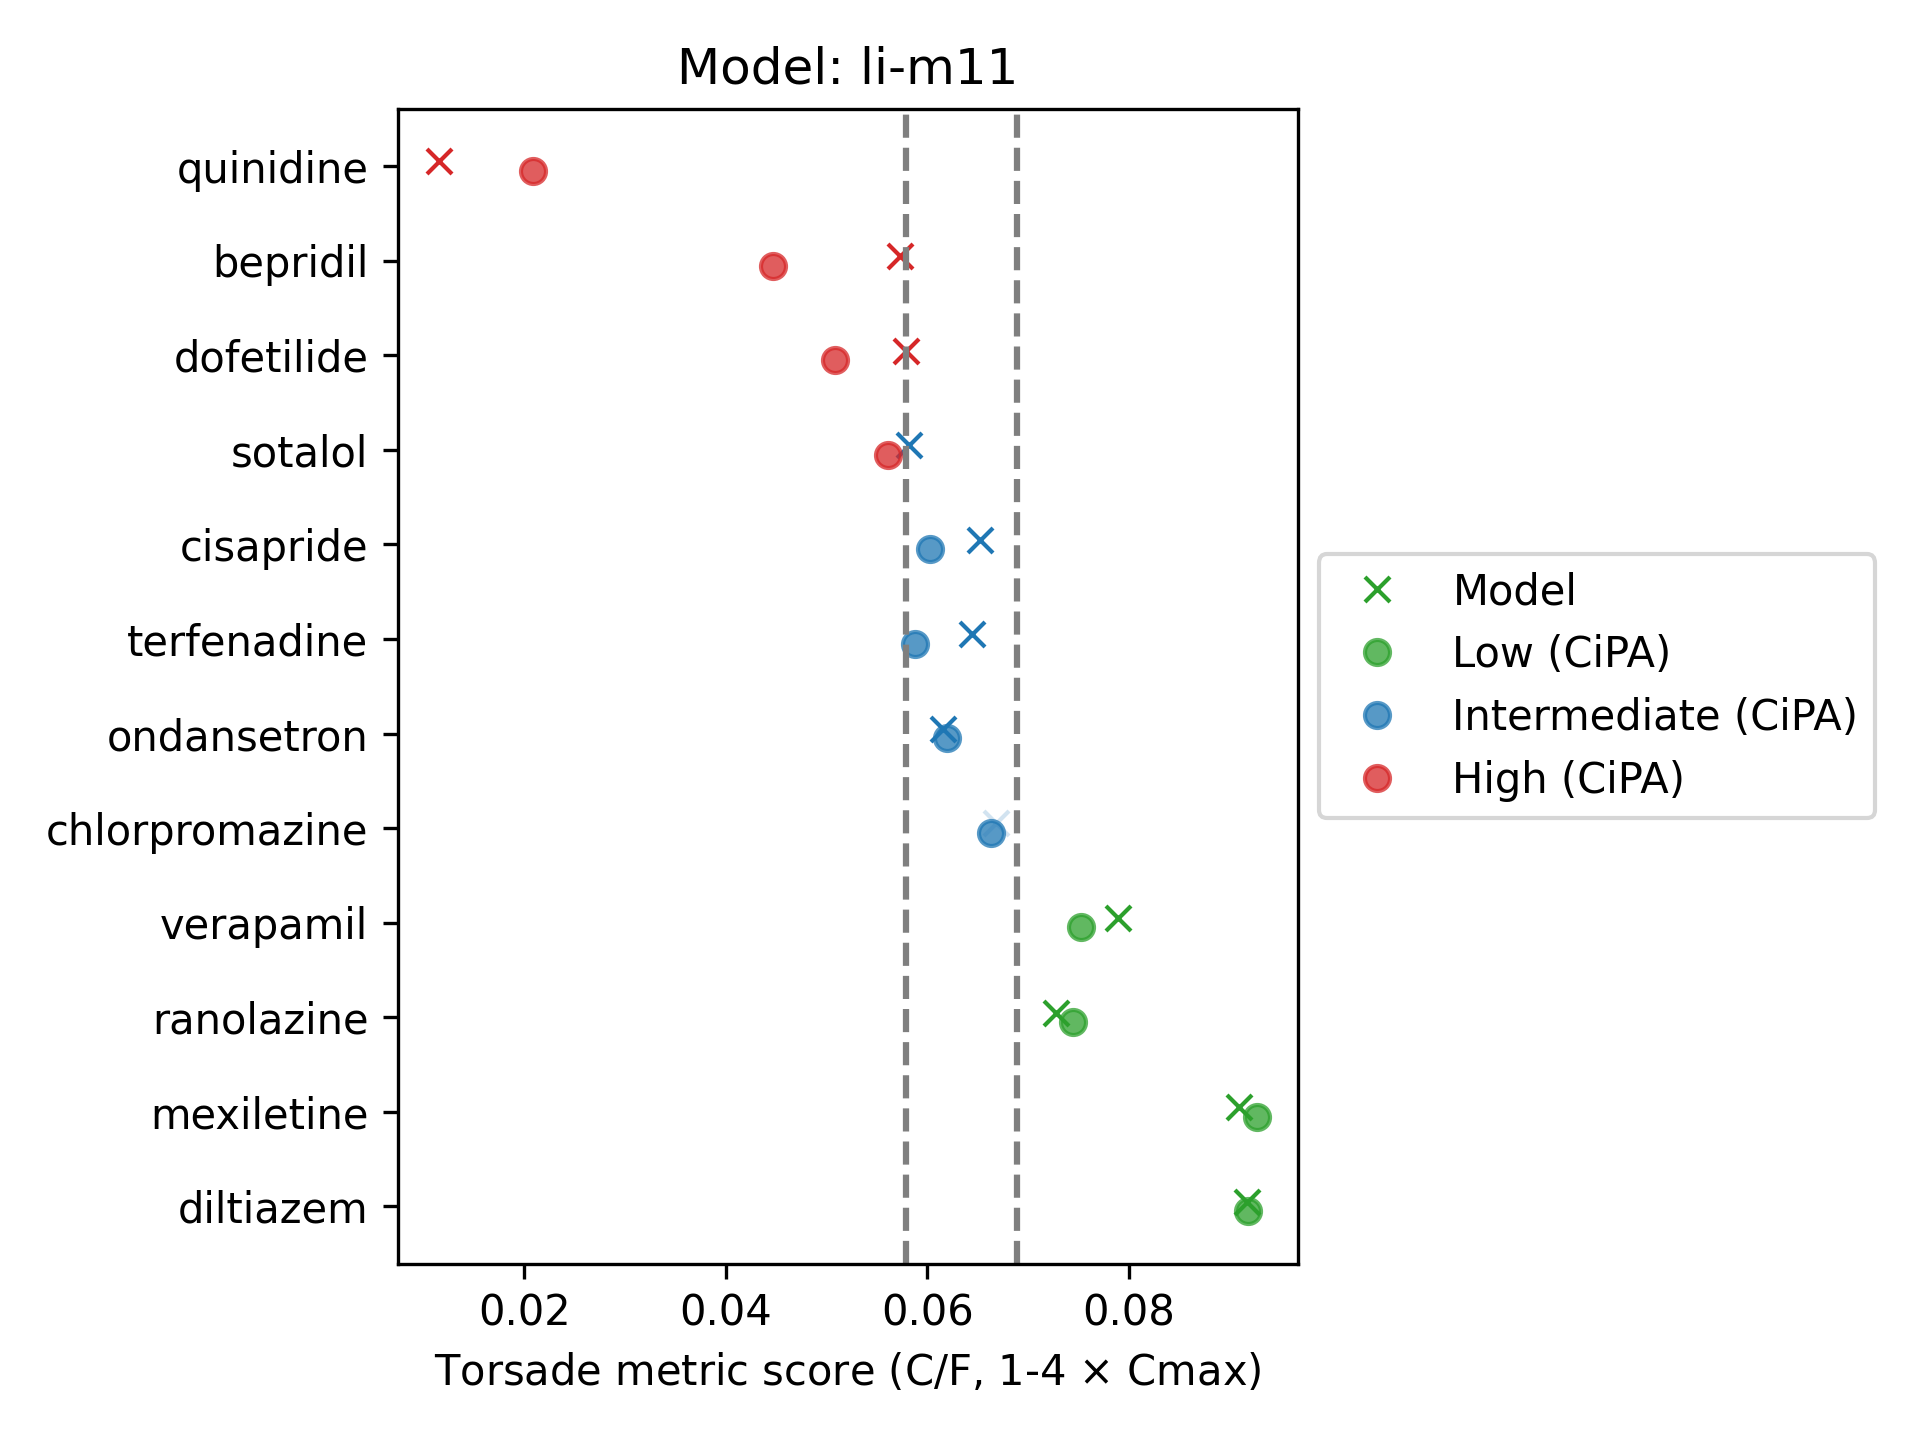 Model: li-m11
quinidine
bepridil
dofetilide
sotalol
cisapride
terfenadine
ondansetron
chlorpromazine
verapamil
ranolazine
mexiletine
diltiazem
0.02 0.04 0.06 0.08
Torsade metric score (C/F, 1-4 × Cmax)
Model
Low (CiPA)
Intermediate (CiPA)
High (CiPA)